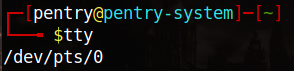 ┌─[pentry@pentry-system]─[~]
└──╼ $tty
/dev/pts/0